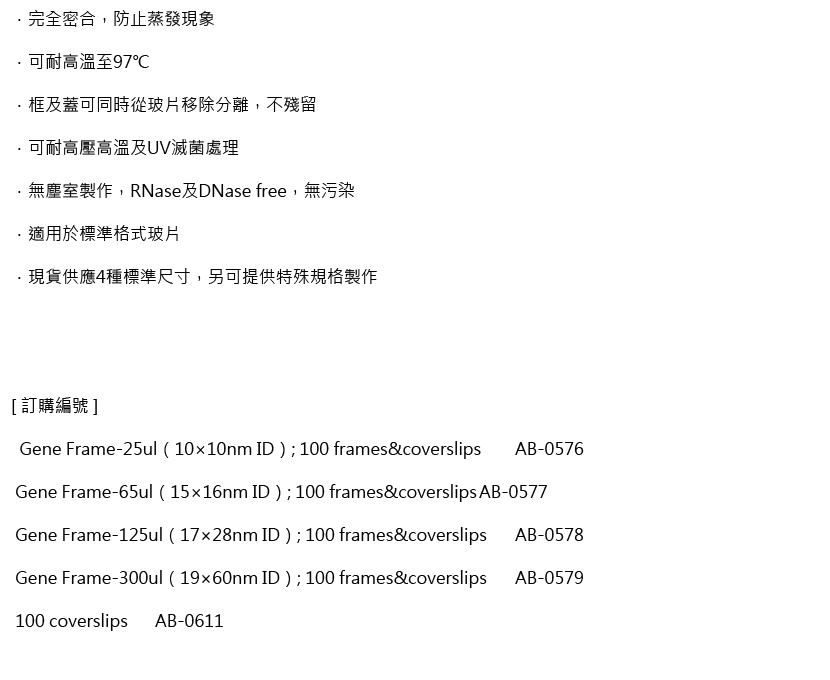 · 完全密合，防止蒸發現象
· 可耐高溫至97℃
· 框及蓋可同時從玻片移除分離，不殘留
· 可耐高壓高溫及UV滅菌處理
· 無塵室製作，RNase及DNase free，無污染
· 適用於標準格式玻片
· 現貨供應4種標準尺寸，另可提供特殊規格製作
[ 訂購編號 ]
Gene Frame-25ul ( 10×10nm ID ) ; 100 frames&coverslips AB-0576
Gene Frame-65ul ( 15×16nm ID ) ; 100 frames&coverslips AB-0577
Gene Frame-125ul ( 17×28nm ID ) ; 100 frames&coverslips AB-0578
Gene Frame-300ul ( 19×60nm ID ) ; 100 frames&coverslips AB-0579
100 coverslips AB-0611